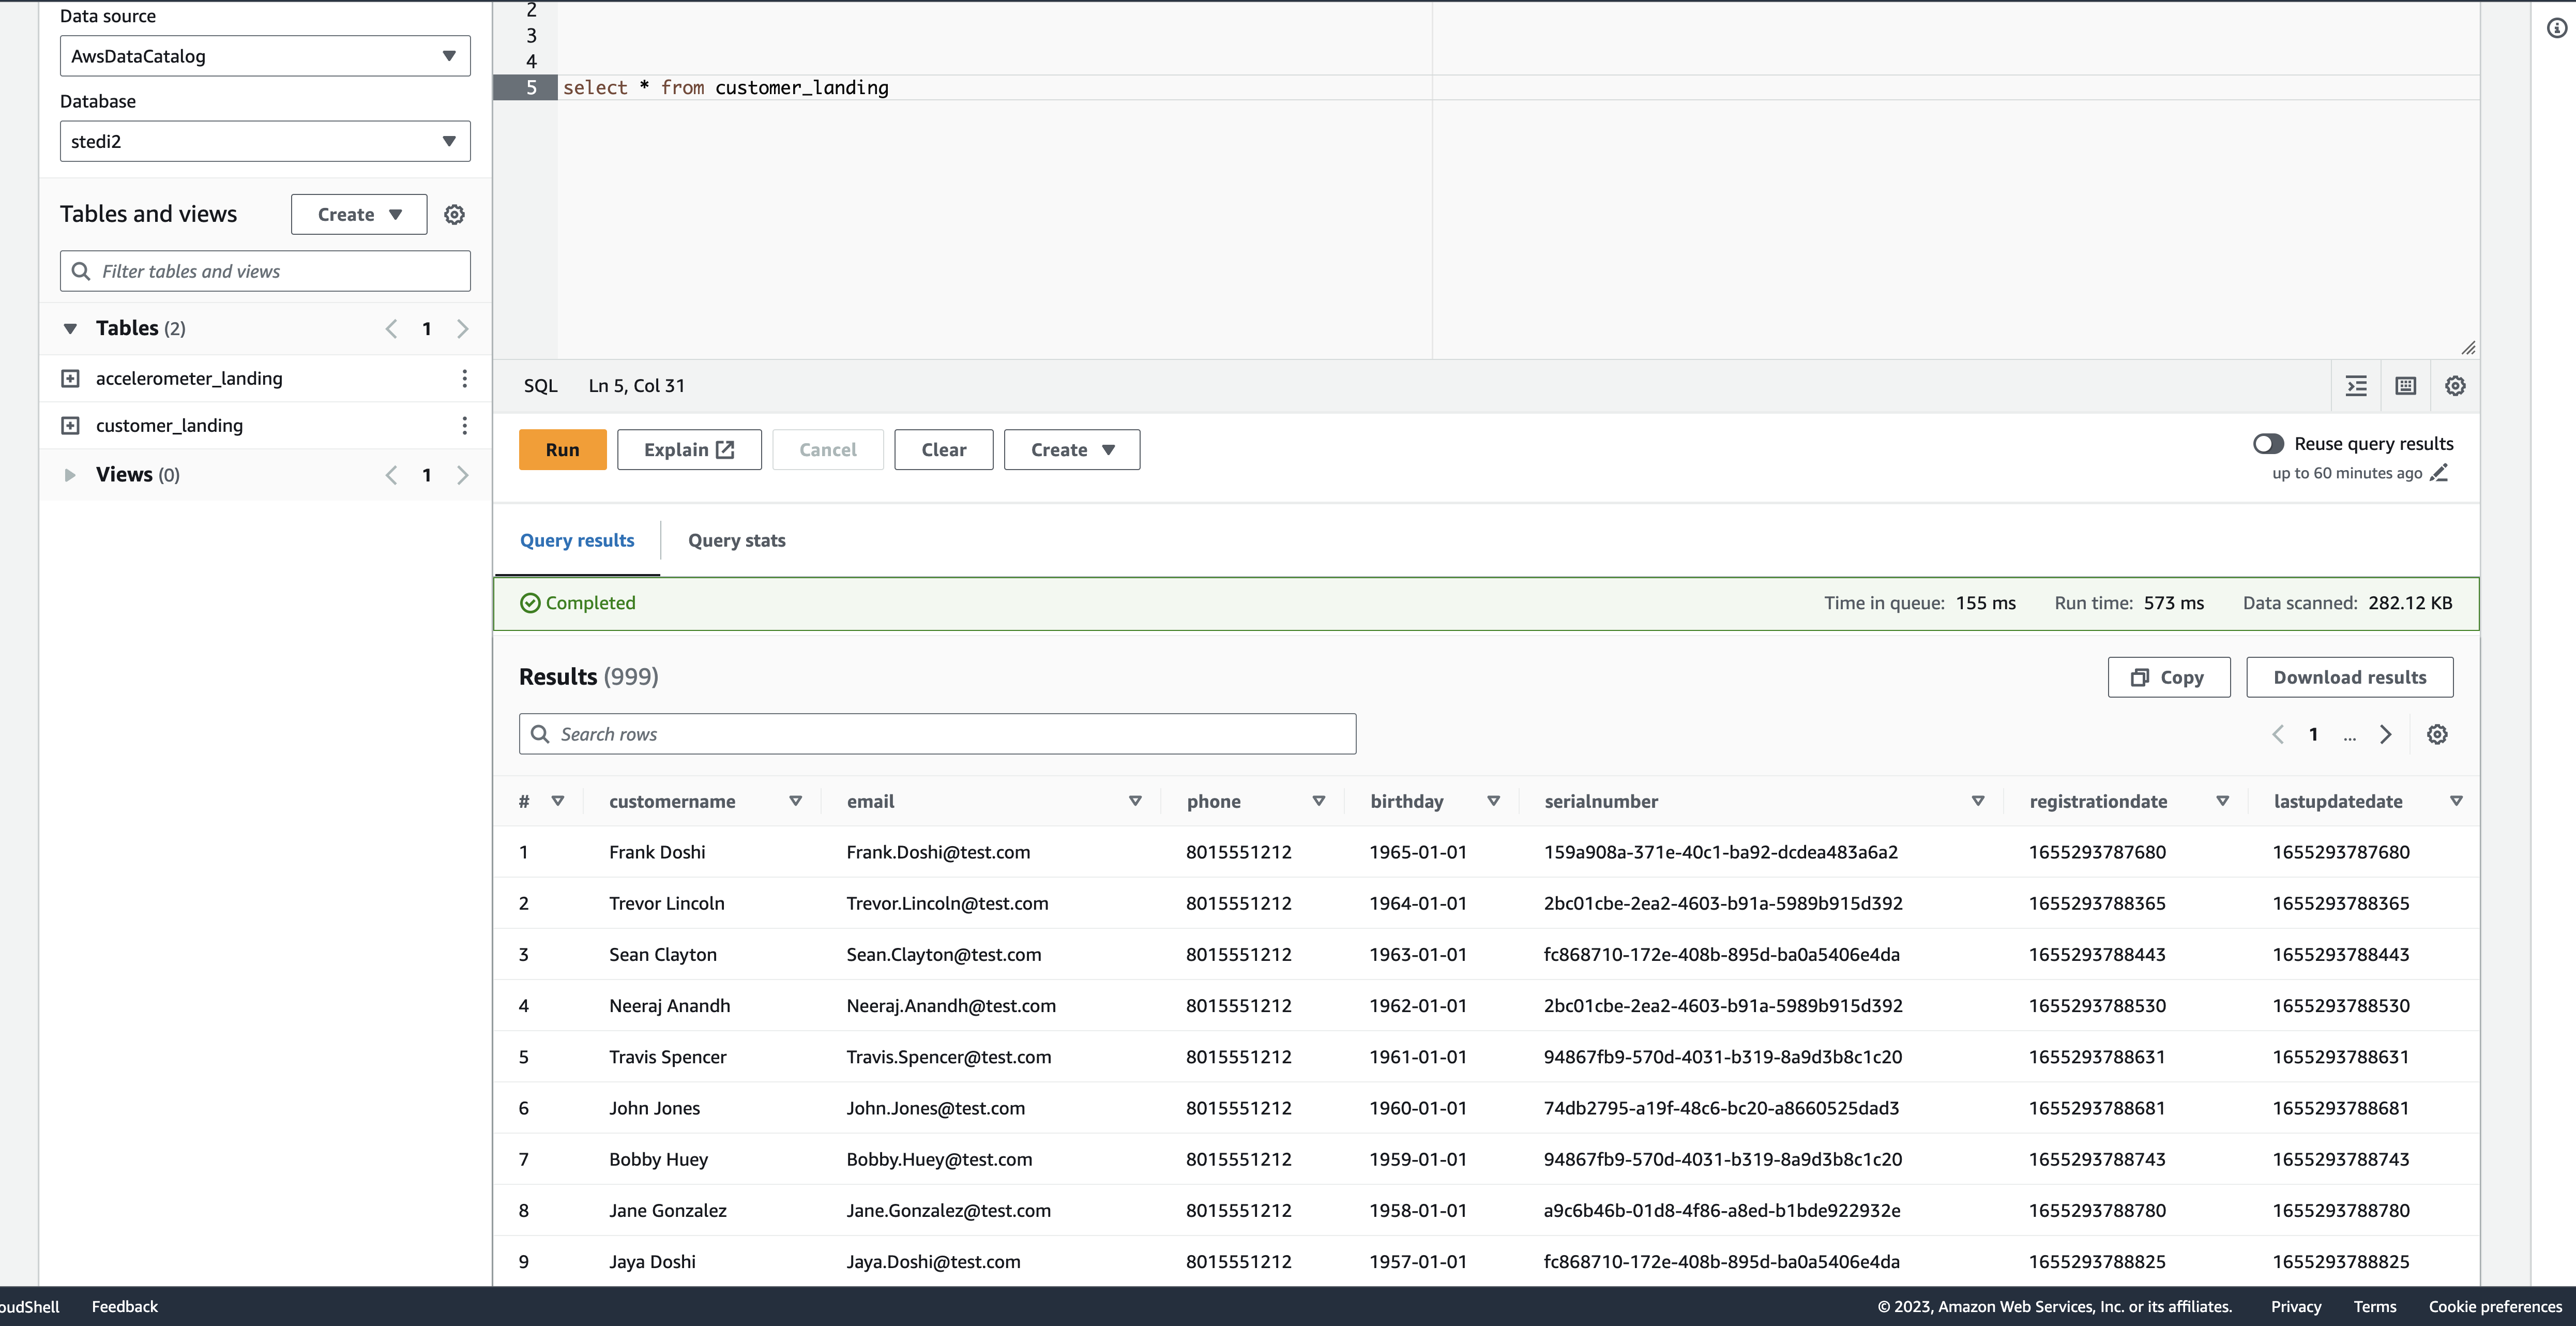 Data source
AwsDataCatalog
Database
stedi2
Tables and views
Create
Filter tables and views
Tables (2)
1
accelerometer_landing
customer_landing
Views (0)
1
2
3
4
5 select * from customer_landing
SQL Ln 5, Col 31
Run Explain Cancel Clear Create
Reuse query results
up to 60 minutes ago
Query results Query stats
Completed Time in queue: 155 ms Run time: 573 ms Data scanned: 282.12 KB
Results (999) Copy Download results
Search rows 1 ...
# customername email phone birthday serialnumber registrationdate lastupdatedate
1 Frank Doshi Frank.Doshi@test.com 8015551212 1965-01-01 159a908a-371e-40c1-ba92-dcdea483a6a2 1655293787680 1655293787680
2 Trevor Lincoln Trevor.Lincoln@test.com 8015551212 1964-01-01 2bc01cbe-2ea2-4603-b91a-5989b915d392 1655293788365 1655293788365
3 Sean Clayton Sean.Clayton@test.com 8015551212 1963-01-01 fc868710-172e-408b-895d-ba0a5406e4da 1655293788443 1655293788443
4 Neeraj Anandh Neeraj.Anandh@test.com 8015551212 1962-01-01 2bc01cbe-2ea2-4603-b91a-5989b915d392 1655293788530 1655293788530
5 Travis Spencer Travis.Spencer@test.com 8015551212 1961-01-01 94867fb9-570d-4031-b319-8a9d3b8c1c20 1655293788631 1655293788631
6 John Jones John.Jones@test.com 8015551212 1960-01-01 74db2795-a19f-48c6-bc20-a8660525dad3 1655293788681 1655293788681
7 Bobby Huey Bobby.Huey@test.com 8015551212 1959-01-01 94867fb9-570d-4031-b319-8a9d3b8c1c20 1655293788743 1655293788743
8 Jane Gonzalez Jane.Gonzalez@test.com 8015551212 1958-01-01 a9c6b46b-01d8-4f86-a8ed-b1bde922932e 1655293788780 1655293788780
9 Jaya Doshi Jaya.Doshi@test.com 8015551212 1957-01-01 fc868710-172e-408b-895d-ba0a5406e4da 1655293788825 1655293788825
oudShell Feedback © 2023, Amazon Web Services, Inc. or its affiliates. Privacy Terms Cookie preferences